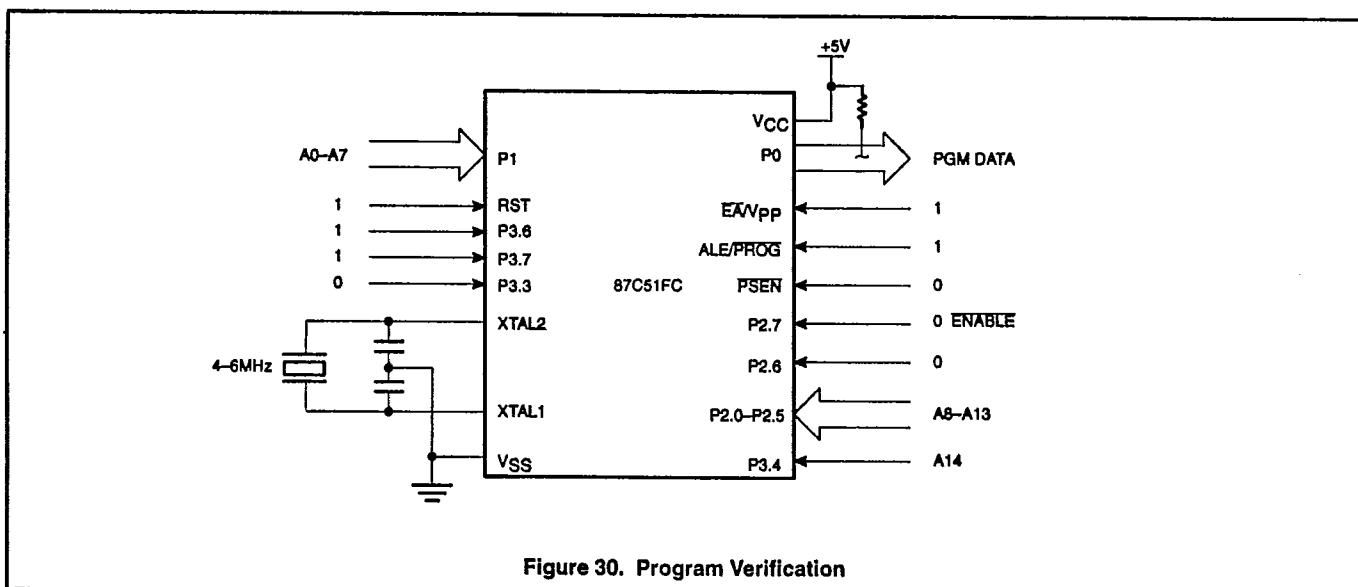 +5V
VCC
A0–A7
P1
P0
PGM DATA
1
RST
EA/VPP
1
1
P3.6
ALE/PROG
1
1
P3.7
0
P3.3
87C51FC
PSEN
0
XTAL2
P2.7
0 ENABLE
4–6MHz
P2.6
0
XTAL1
P2.0–P2.5
A8–A13
VSS
P3.4
A14
Figure 30. Program Verification